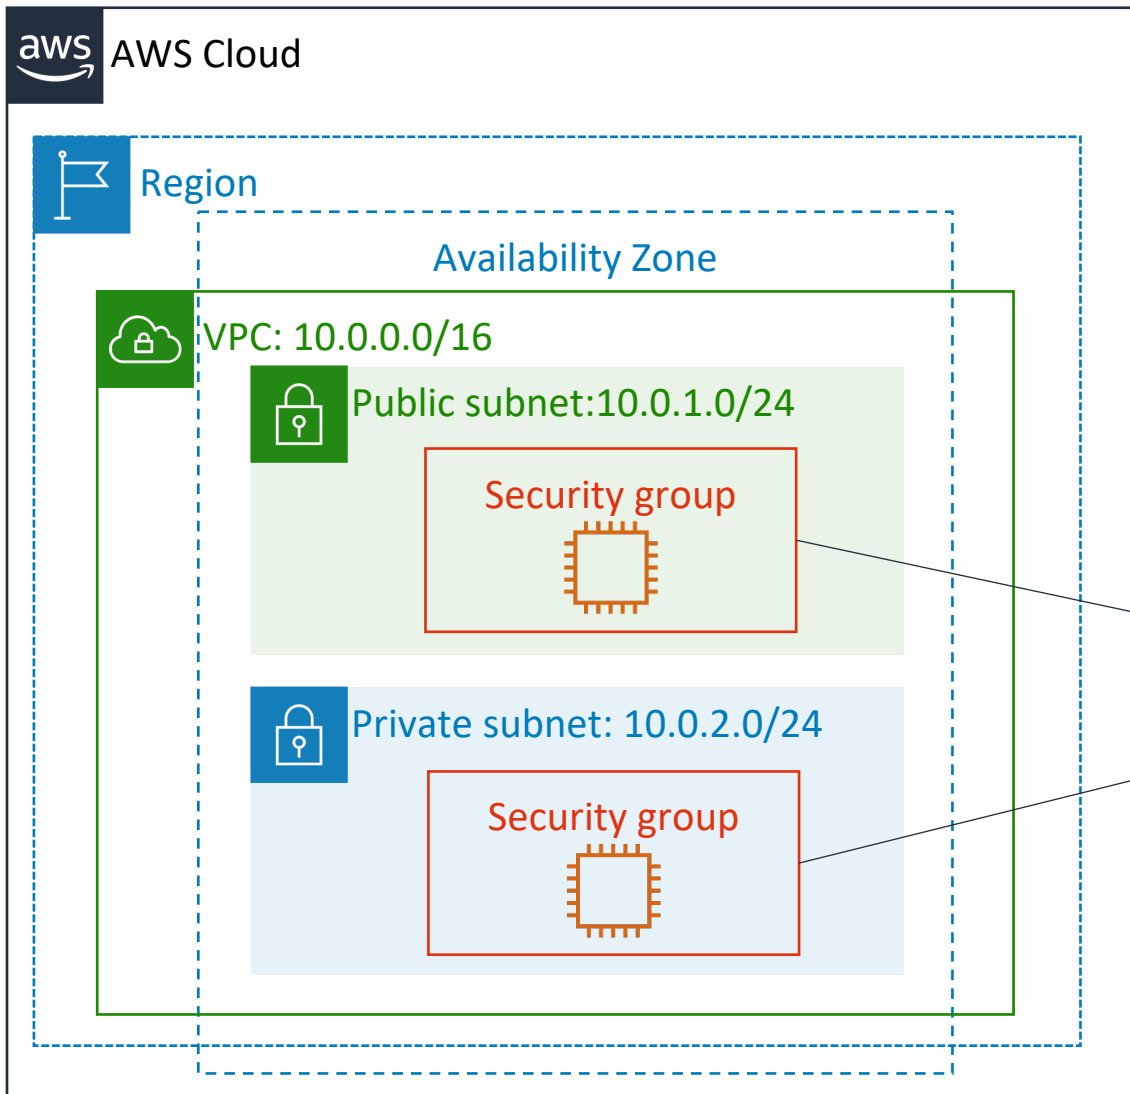 aws
AWS Cloud
Region
Availability Zone
VPC: 10.0.0.0/16
Public subnet:10.0.1.0/24
Security group
Private subnet: 10.0.2.0/24
Security group